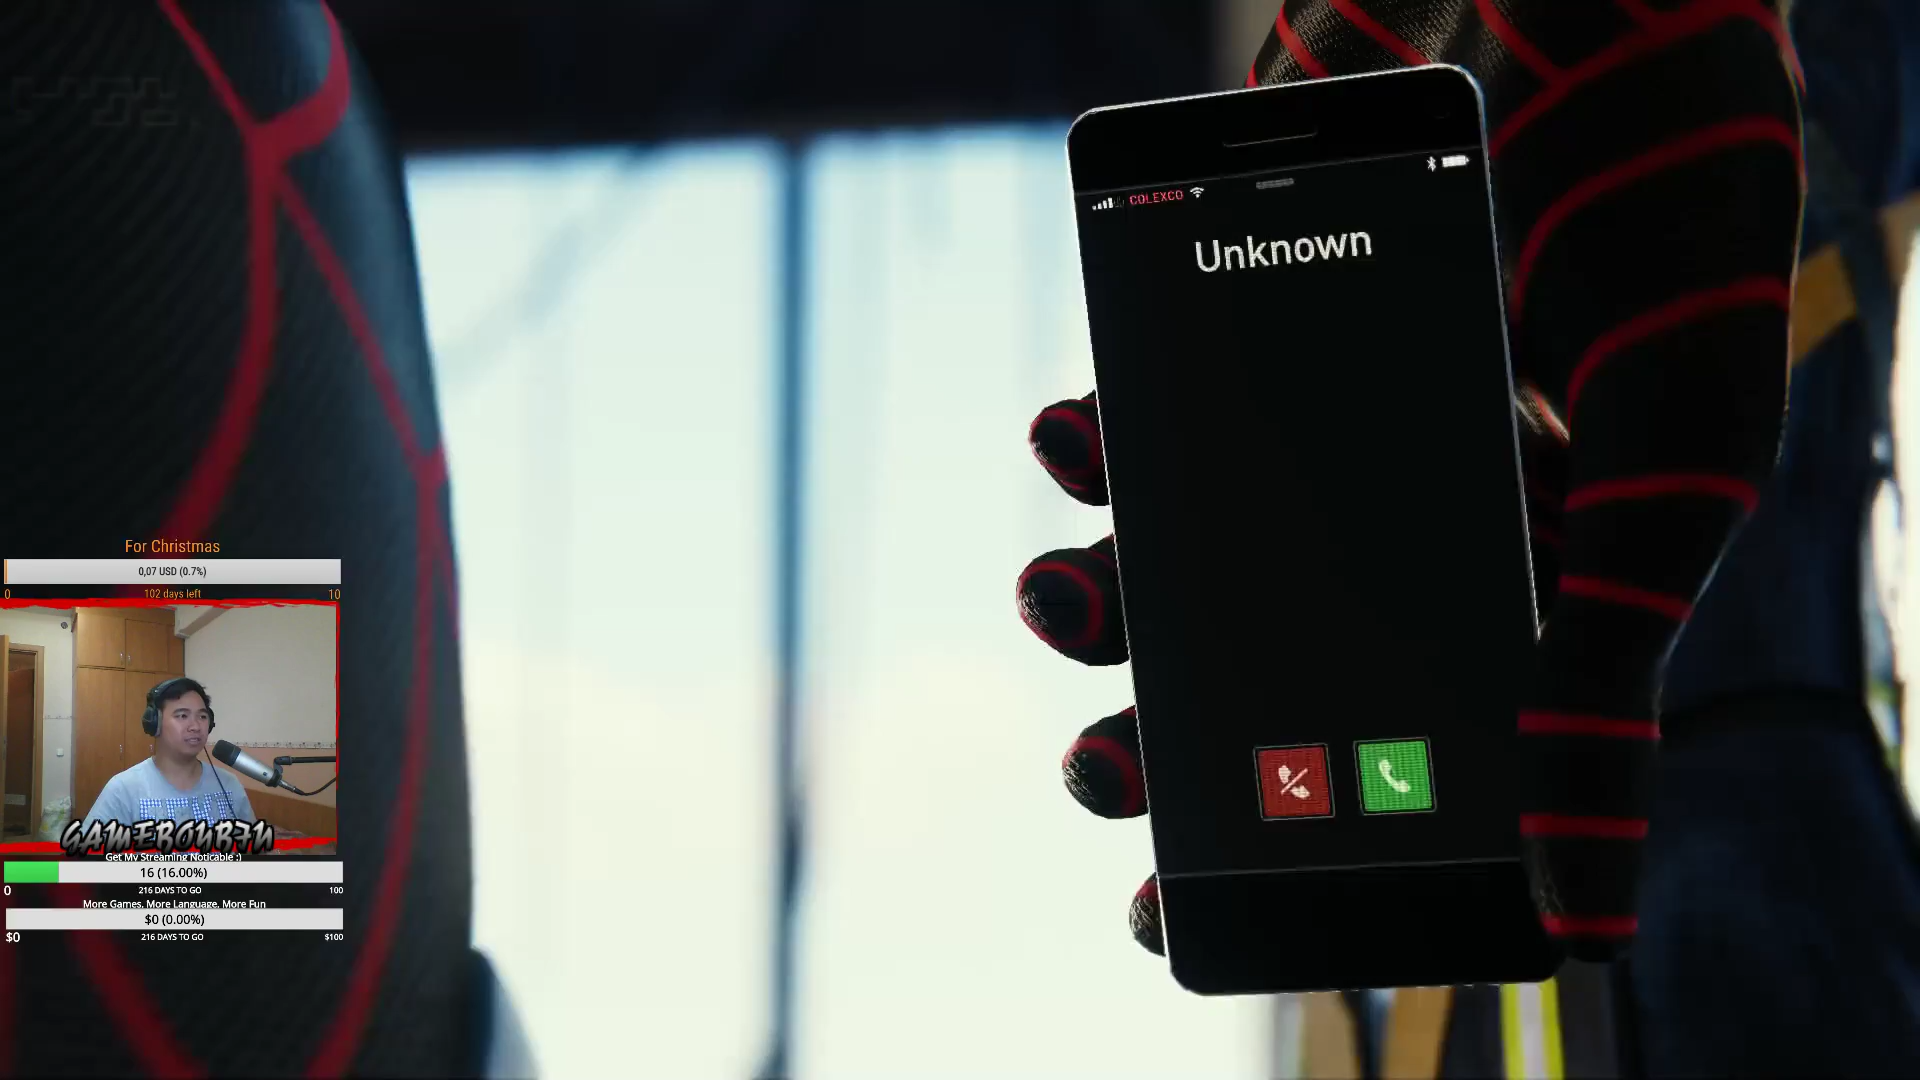 COLEXCO
Unknown
For Christmas
0,07 USD (0.7%)
0 102 days left 10
GAMEBOYB7U
Get My Streaming Noticable :)
16 (16.00%)
0 216 DAYS TO GO 100
More Games, More Language, More Fun
$0 (0.00%)
$0 216 DAYS TO GO $100